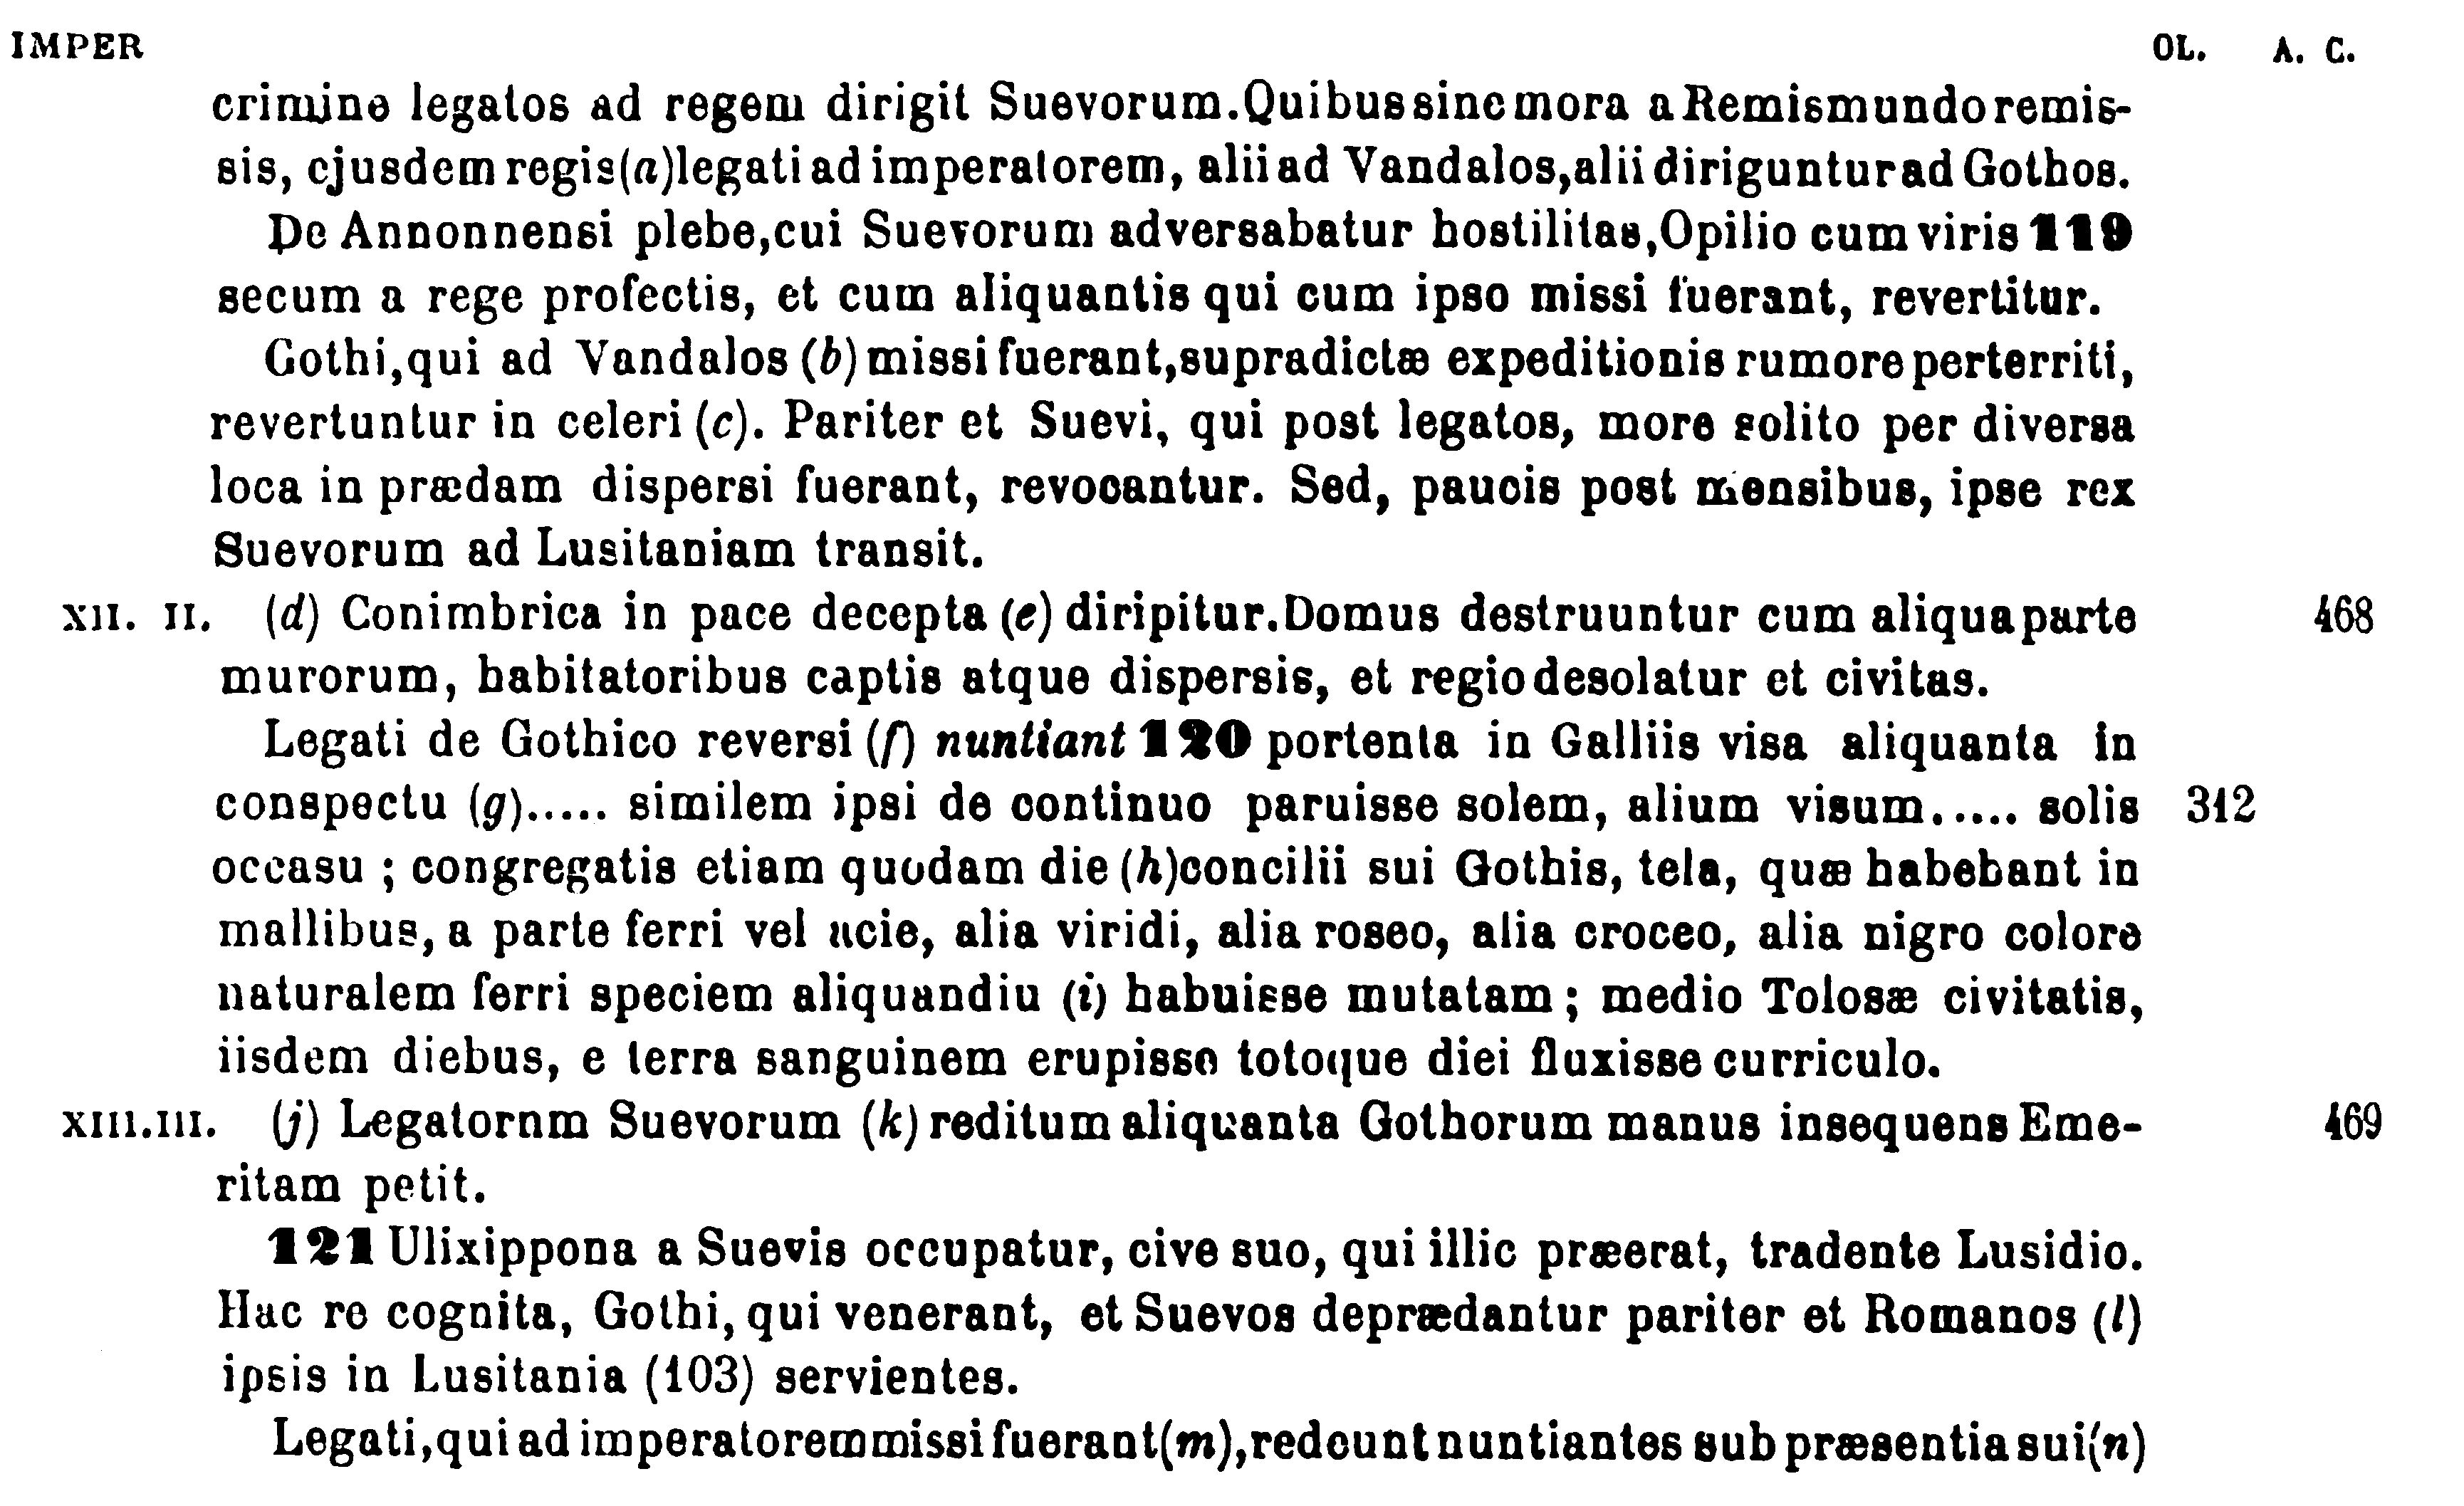 IMPER OL. A. C.
crimine legatos ad regem dirigit Suevorum. Quibus sine mora a Remismundo remis-
sis, ejusdem regis (a) legati ad imperatorem, alii ad Vandalos, alii diriguntur ad Gothos.
De Annonnensi plebe, cui Suevorum adversabatur hostilitas, Opilio cum viris 119
secum a rege profectis, et cum aliquantis qui cum ipso missi fuerant, revertitur.
Gothi, qui ad Vandalos (b) missi fuerant, supradictæ expeditionis rumore perterriti,
revertuntur in celeri (c). Pariter et Suevi, qui post legatos, more solito per diversa
loca in prædam dispersi fuerant, revocantur. Sed, paucis post mensibus, ipse rex
Suevorum ad Lusitaniam transit.
XII. II. (d) Conimbrica in pace decepta (e) diripitur. Domus destruuntur cum aliqua parte 468
murorum, habitatoribus captis atque dispersis, et regio desolatur et civitas.
Legati de Gothico reversi (f) nuntiant 120 portenta in Galliis visa aliquanta in
conspectu (g)..... similem ipsi de continuo paruisse solem, alium visum..... solis 312
occasu ; congregatis etiam quodam die (h) concilii sui Gothis, tela, quæ habebant in
mallibus, a parte ferri vel acie, alia viridi, alia roseo, alia croceo, alia nigro colore
naturalem ferri speciem aliquandiu (i) habuisse mutatam ; medio Tolosæ civitatis,
iisdem diebus, e terra sanguinem erupisse totoque diei fluxisse curriculo.
XIII. III. (j) Legatornm Suevorum (k) reditum aliquanta Gothorum manus insequens Eme- 469
ritam petit.
121 Ulixippona a Suevis occupatur, cive suo, qui illic præerat, tradente Lusidio.
Hac re cognita, Gothi, qui venerant, et Suevos deprædantur pariter et Romanos (l)
ipsis in Lusitania (103) servientes.
Legati, qui ad imperatorem missi fuerant (m), redeunt nuntiantes sub præsentia sui (n)